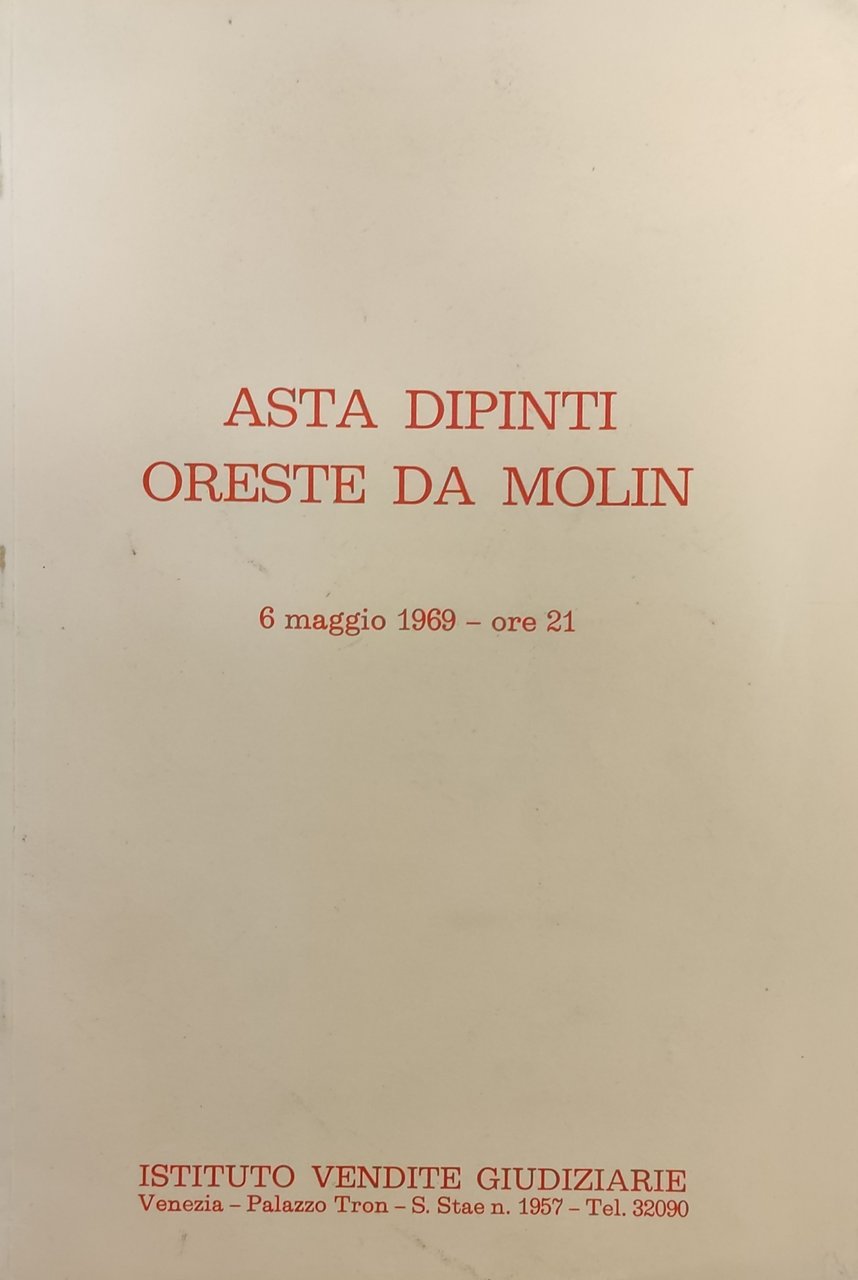 ASTA DIPINTI
ORESTE DA MOLIN
6 maggio 1969 – ore 21
ISTITUTO VENDITE GIUDIZIARIE
Venezia – Palazzo Tron – S. Stae n. 1957 – Tel. 32090